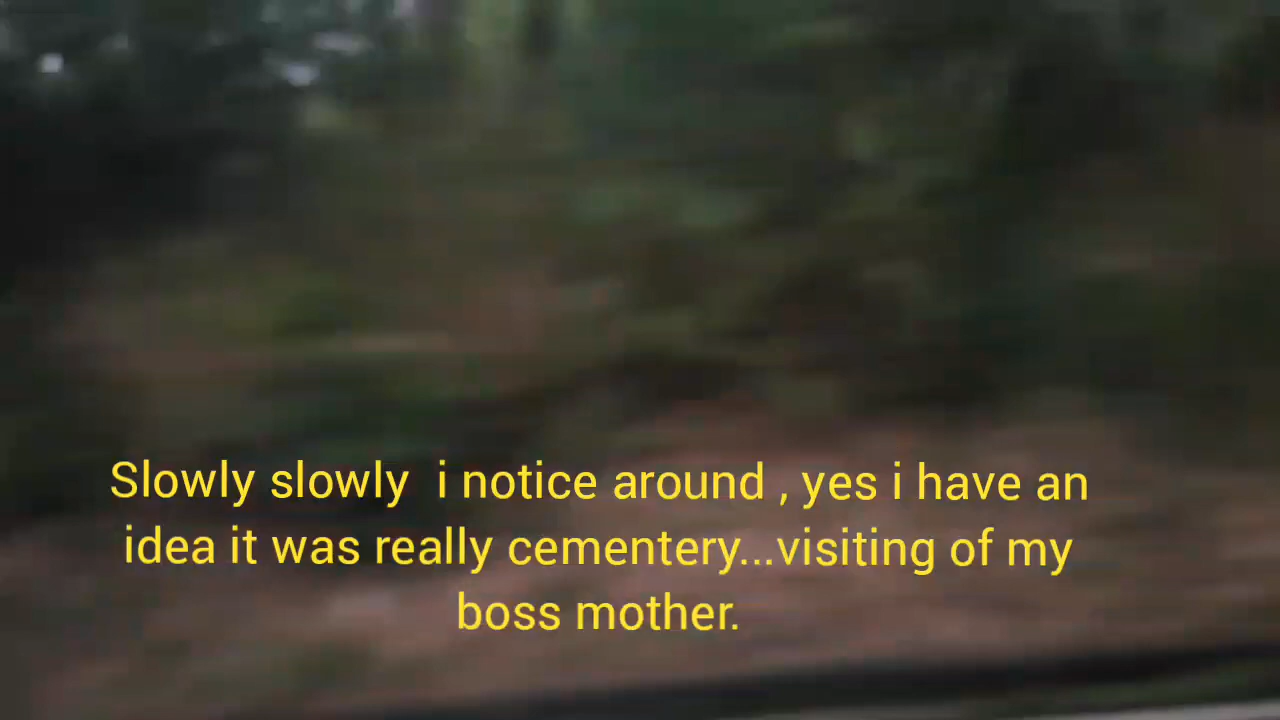 Slowly slowly  i notice around , yes i have an
idea it was really cementery...visiting of my
boss mother.